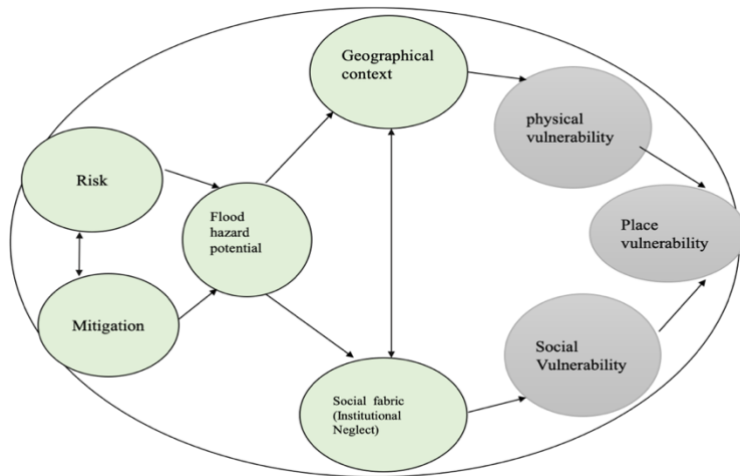 Geographical
context
physical
vulnerability
Risk
Flood
hazard
potential
Place
vulnerability
Mitigation
Social
Vulnerability
Social fabric
(Institutional
Neglect)